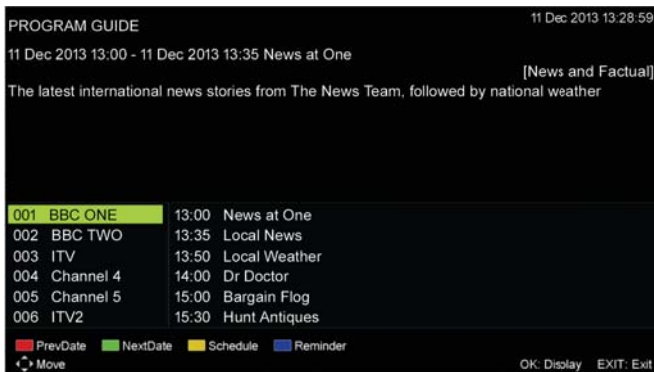 PROGRAM GUIDE
11 Dec 2013 13:28:59
11 Dec 2013 13:00 - 11 Dec 2013 13:35 News at One
[News and Factual]
The latest international news stories from The News Team, followed by national weather
001 BBC ONE
002 BBC TWO
003 ITV
004 Channel 4
005 Channel 5
006 ITV2
13:00 News at One
13:35 Local News
13:50 Local Weather
14:00 Dr Doctor
15:00 Bargain Flog
15:30 Hunt Antiques
PrevDate NextDate Schedule Reminder
Move OK: Display EXIT: Exit